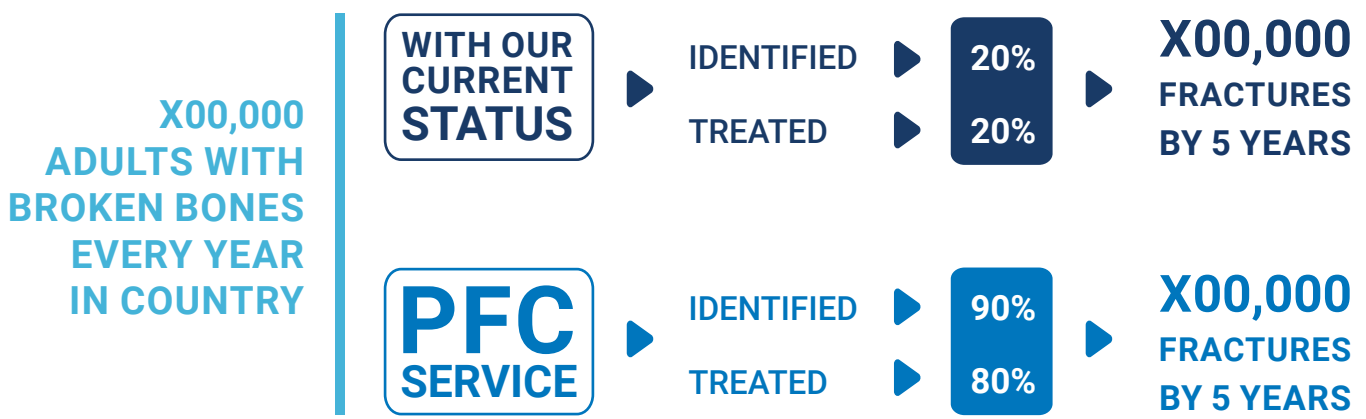 X00,000
ADULTS WITH
BROKEN BONES
EVERY YEAR
IN COUNTRY
WITH OUR
CURRENT
STATUS
IDENTIFIED
20%
TREATED
20%
X00,000
FRACTURES
BY 5 YEARS
PFC
SERVICE
IDENTIFIED
90%
TREATED
80%
X00,000
FRACTURES
BY 5 YEARS